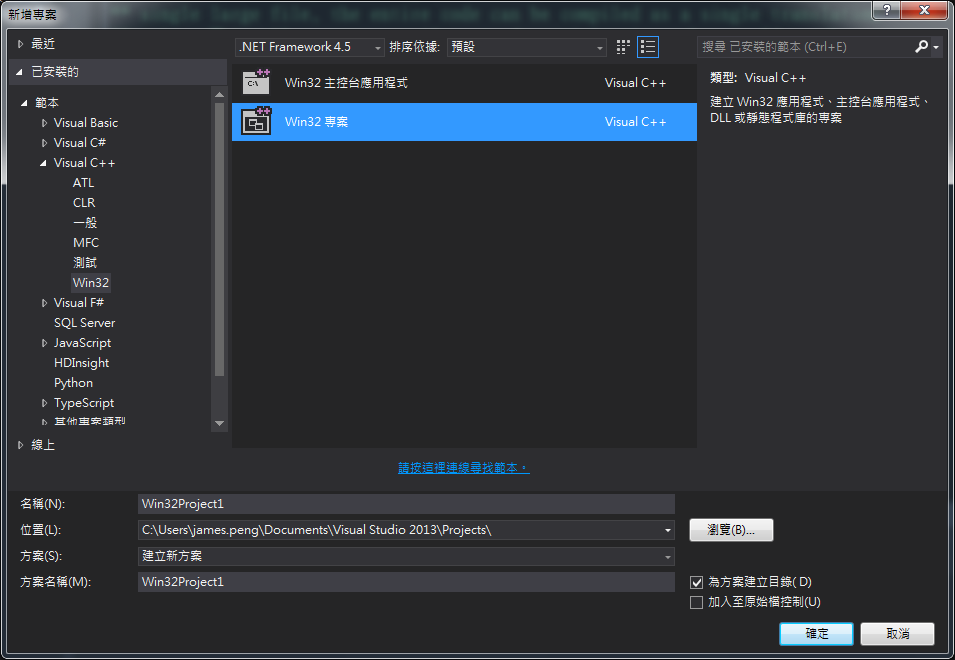 新增專案
最近
.NET Framework 4.5
排序依據:
預設
搜尋 已安裝的範本 (Ctrl+E)
已安裝的
範本
Visual Basic
Visual C#
Visual C++
ATL
CLR
一般
MFC
測試
Win32
Visual F#
SQL Server
JavaScript
HDInsight
Python
TypeScript
其他專案類型
線上
Win32 主控台應用程式
Visual C++
Win32 專案
Visual C++
類型: Visual C++
建立 Win32 應用程式、主控台應用程式、
DLL 或靜態程式庫的專案
請按這裡連線尋找範本。
名稱(N):
Win32Project1
位置(L):
C:\Users\james.peng\Documents\Visual Studio 2013\Projects\
瀏覽(B)...
方案(S):
建立新方案
方案名稱(M):
Win32Project1
為方案建立目錄( D)
加入至原始檔控制(U)
確定
取消